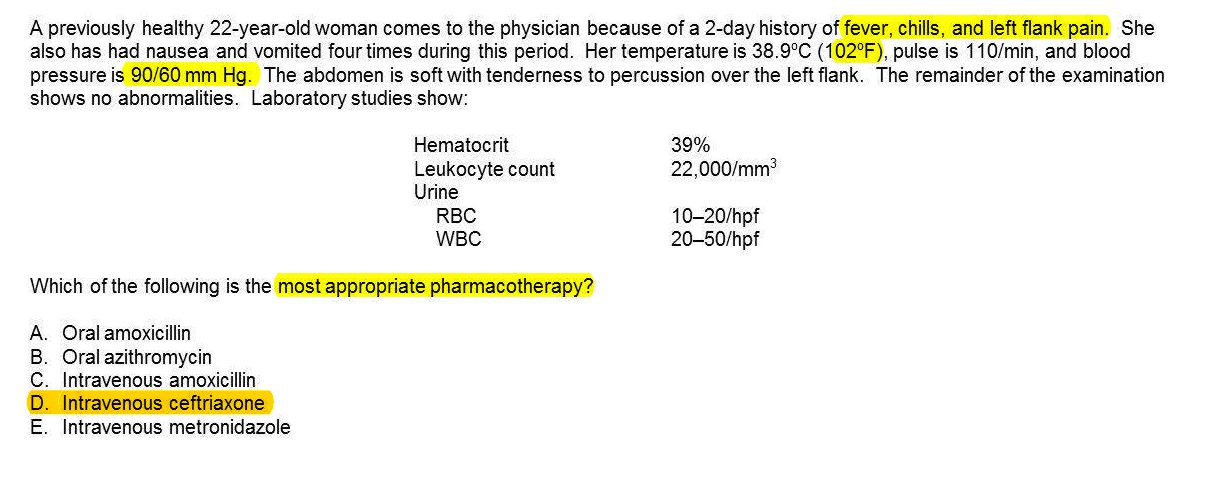 A previously healthy 22-year-old woman comes to the physician because of a 2-day history of fever, chills, and left flank pain. She
also has had nausea and vomited four times during this period. Her temperature is 38.9ºC (102ºF), pulse is 110/min, and blood
pressure is 90/60 mm Hg. The abdomen is soft with tenderness to percussion over the left flank. The remainder of the examination
shows no abnormalities. Laboratory studies show:
Hematocrit 39%
Leukocyte count 22,000/mm³
Urine
RBC 10–20/hpf
WBC 20–50/hpf
Which of the following is the most appropriate pharmacotherapy?
A. Oral amoxicillin
B. Oral azithromycin
C. Intravenous amoxicillin
D. Intravenous ceftriaxone
E. Intravenous metronidazole